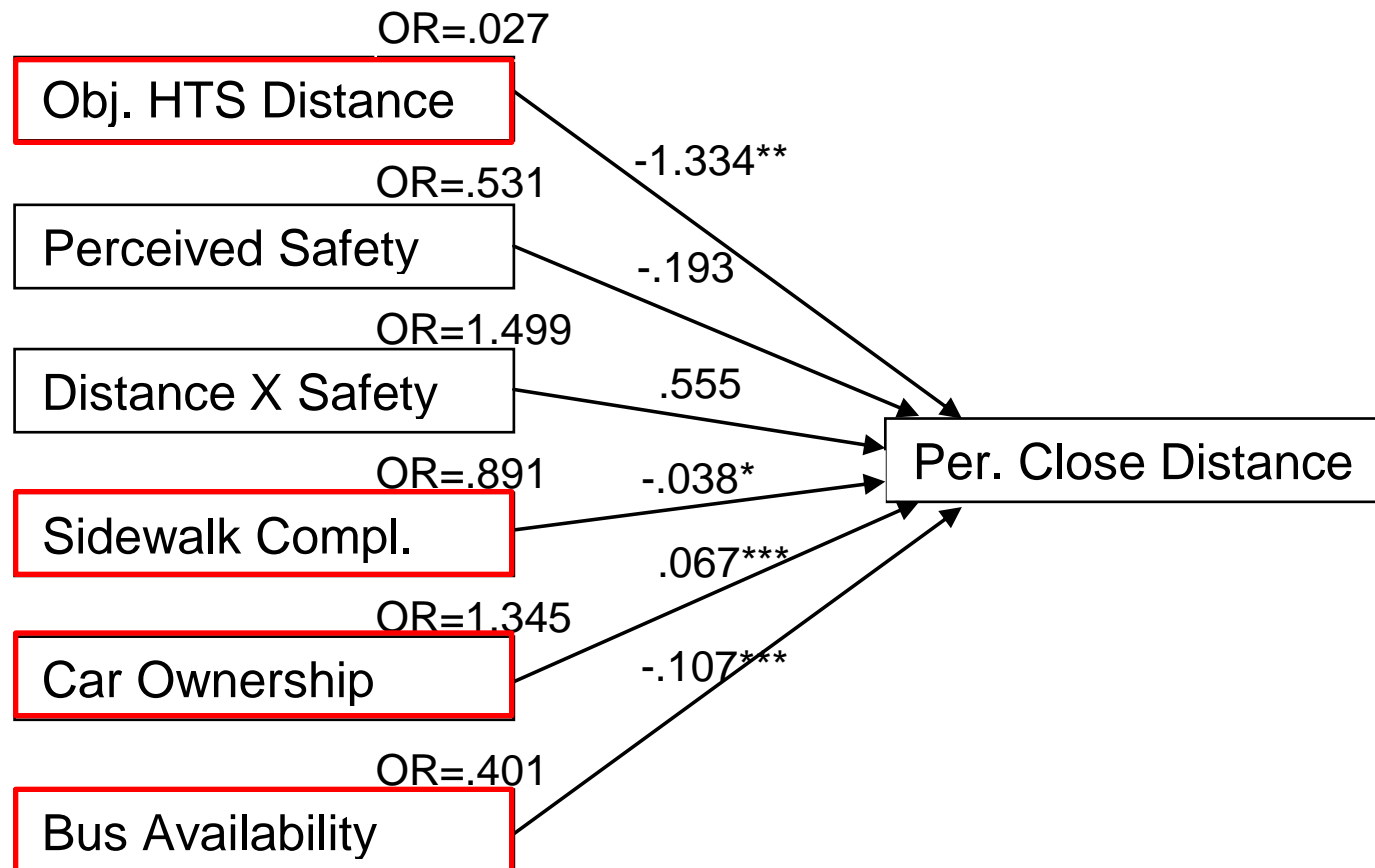 OR=.027
Obj. HTS Distance
-1.334**
OR=.531
Perceived Safety
-.193
OR=1.499
Distance X Safety
.555
Per. Close Distance
OR=.891
-.038*
Sidewalk Compl.
.067***
OR=1.345
Car Ownership
-.107***
OR=.401
Bus Availability